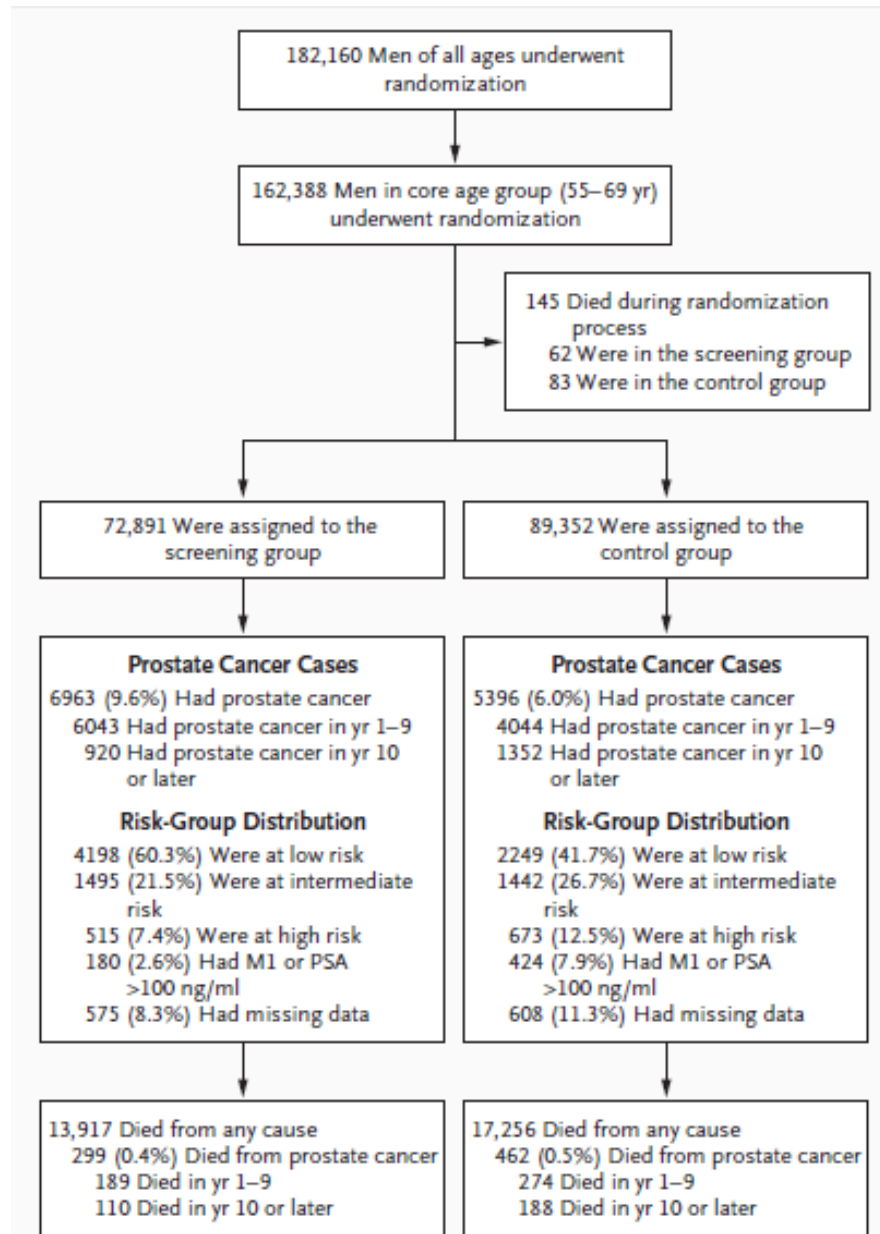 182,160 Men of all ages underwent
randomization
162,388 Men in core age group (55–69 yr)
underwent randomization
145 Died during randomization
process
62 Were in the screening group
83 Were in the control group
72,891 Were assigned to the
screening group
89,352 Were assigned to the
control group
Prostate Cancer Cases
6963 (9.6%) Had prostate cancer
6043 Had prostate cancer in yr 1–9
920 Had prostate cancer in yr 10
or later
Risk-Group Distribution
4198 (60.3%) Were at low risk
1495 (21.5%) Were at intermediate
risk
515 (7.4%) Were at high risk
180 (2.6%) Had M1 or PSA
>100 ng/ml
575 (8.3%) Had missing data
Prostate Cancer Cases
5396 (6.0%) Had prostate cancer
4044 Had prostate cancer in yr 1–9
1352 Had prostate cancer in yr 10
or later
Risk-Group Distribution
2249 (41.7%) Were at low risk
1442 (26.7%) Were at intermediate
risk
673 (12.5%) Were at high risk
424 (7.9%) Had M1 or PSA
>100 ng/ml
608 (11.3%) Had missing data
13,917 Died from any cause
299 (0.4%) Died from prostate cancer
189 Died in yr 1–9
110 Died in yr 10 or later
17,256 Died from any cause
462 (0.5%) Died from prostate cancer
274 Died in yr 1–9
188 Died in yr 10 or later